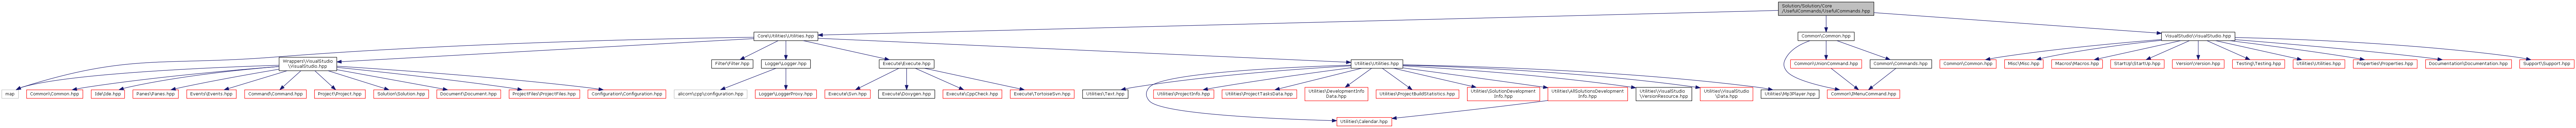 Solution/Solution/Core
/UsefulCommands/UsefulCommands.hpp
Core\Utilities\Utilities.hpp
Common\Common.hpp
VisualStudio\VisualStudio.hpp
Wrappers\VisualStudio
\VisualStudio.hpp
Filter\Filter.hpp
Logger\Logger.hpp
Execute\Execute.hpp
Utilities\Utilities.hpp
Common\UnionCommand.hpp
Common\Commands.hpp
Common\Common.hpp
Misc\Misc.hpp
Macros\Macros.hpp
StartUp\StartUp.hpp
Version\Version.hpp
Testing\Testing.hpp
Utilities\Utilities.hpp
Properties\Properties.hpp
Documentation\Documentation.hpp
Support\Support.hpp
map
Common\Common.hpp
Ide\Ide.hpp
Panes\Panes.hpp
Events\Events.hpp
Command\Command.hpp
Project\Project.hpp
Solution\Solution.hpp
Document\Document.hpp
ProjectFiles\ProjectFiles.hpp
Configuration\Configuration.hpp
allcorrl/cpp/configuration.hpp
Logger\LoggerProxy.hpp
Execute\Svn.hpp
Execute\Doxygen.hpp
Execute\CppCheck.hpp
Execute\TortoiseSvn.hpp
Utilities\Text.hpp
Utilities\ProjectInfo.hpp
Utilities\ProjectTasksData.hpp
Utilities\DevelopmentInfo
Data.hpp
Utilities\ProjectBuildStatistics.hpp
Utilities\SolutionDevelopment
Info.hpp
Utilities\AllSolutionsDevelopment
Info.hpp
Utilities\VisualStudio
\VersionResource.hpp
Utilities\VisualStudio
\Data.hpp
Utilities\Mp3Player.hpp
Common\IMenuCommand.hpp
Utilities\Calendar.hpp